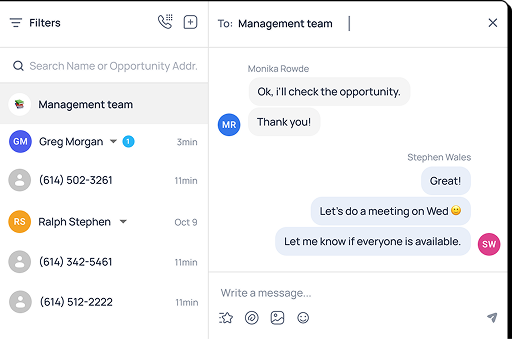 Filters
To: Management team
Search Name or Opportunity Addr.
Management team
GM Greg Morgan 1 3min
(614) 502-3261 11min
RS Ralph Stephen Oct 9
(614) 342-5461 11min
(614) 512-2222 11min
Monika Rowde
Ok, i'll check the opportunity.
MR Thank you!
Stephen Wales
Great!
Let's do a meeting on Wed 🙂
Let me know if everyone is available. SW
Write a message...